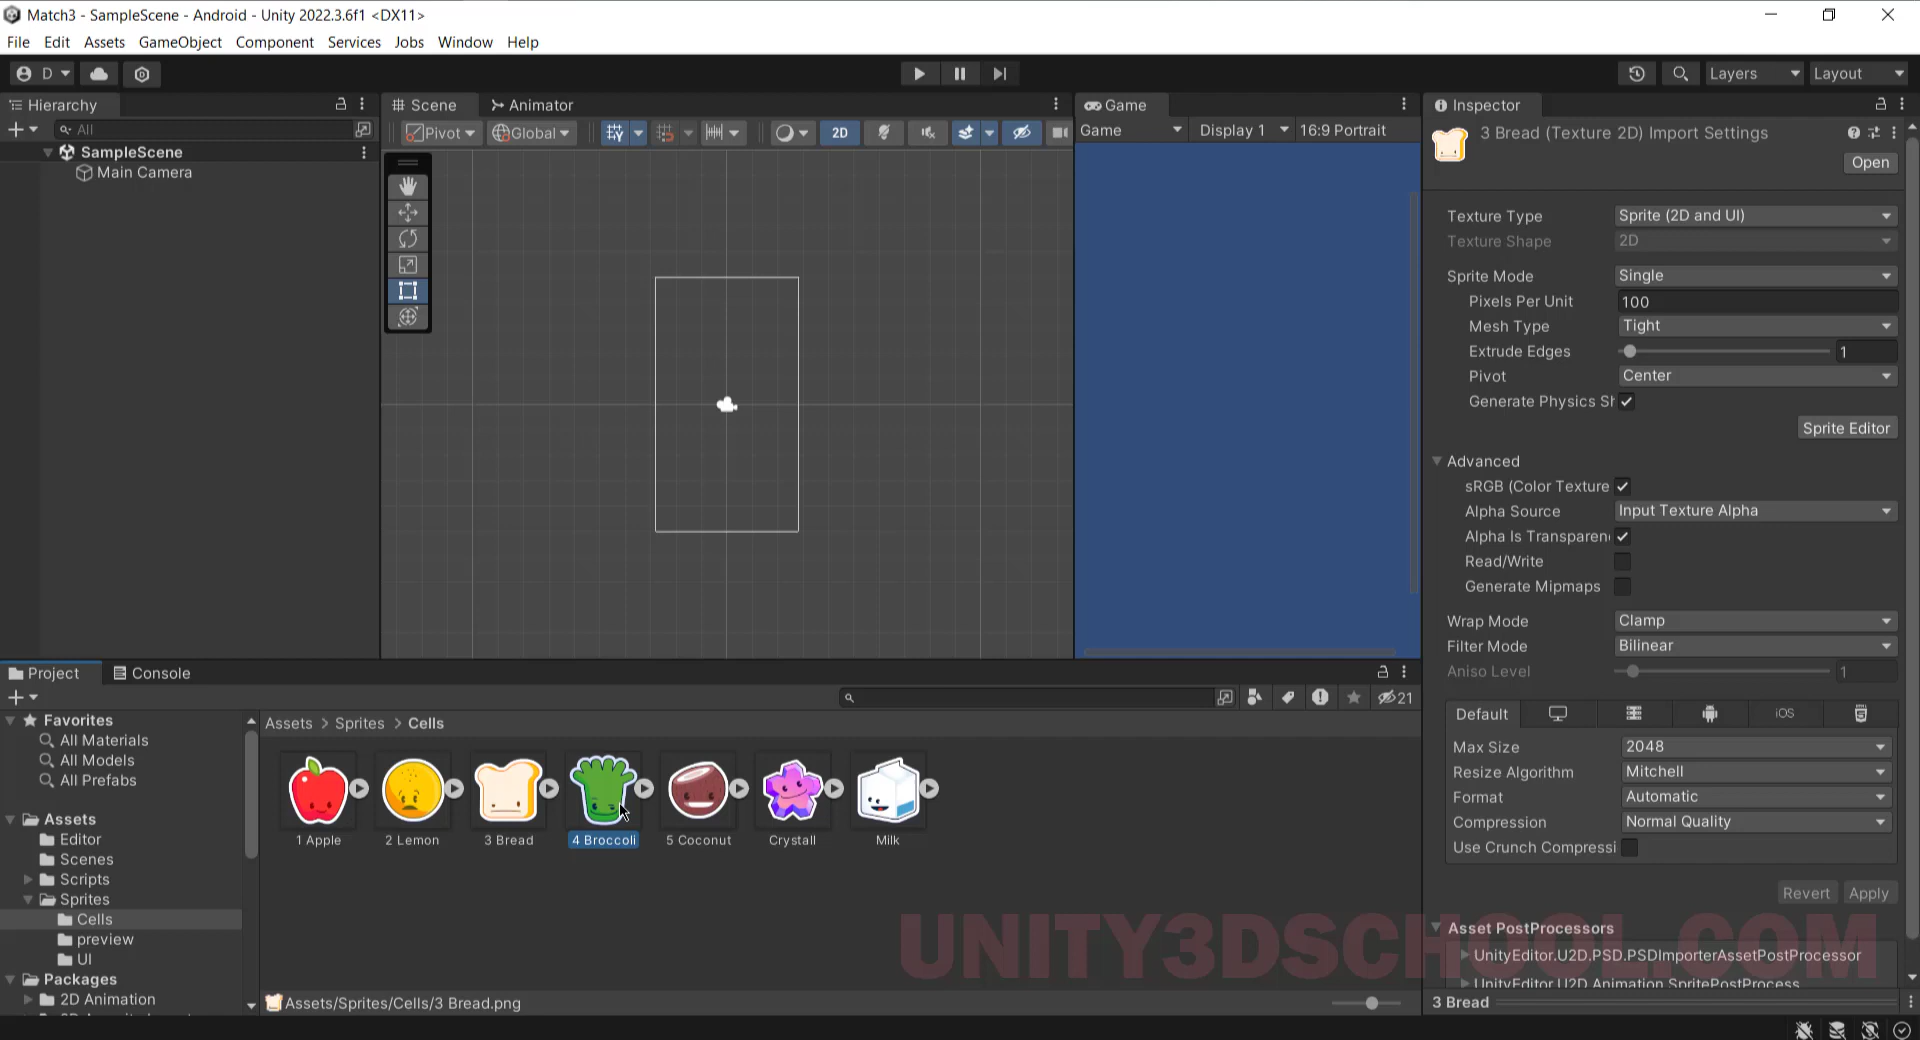 Match3 - SampleScene - Android - Unity 2022.3.6f1 <DX11>
File Edit Assets GameObject Component Services Jobs Window Help
D
Layers Layout
Hierarchy
All
SampleScene
Main Camera
Scene Animator
Pivot Global 2D
Game
Game Display 1 16:9 Portrait
Inspector
3 Bread (Texture 2D) Import Settings
Open
Texture Type Sprite (2D and UI)
Texture Shape 2D
Sprite Mode Single
Pixels Per Unit 100
Mesh Type Tight
Extrude Edges 1
Pivot Center
Generate Physics Sh
Sprite Editor
Advanced
sRGB (Color Texture
Alpha Source Input Texture Alpha
Alpha Is Transparen
Read/Write
Generate Mipmaps
Wrap Mode Clamp
Filter Mode Bilinear
Aniso Level 1
Default iOS
Max Size 2048
Resize Algorithm Mitchell
Format Automatic
Compression Normal Quality
Use Crunch Compressi
Revert Apply
Asset PostProcessors
UnityEditor.U2D.PSD.PSDImporterAssetPostProcessor
UnityEditor.U2D.Animation.SpritePostProcess
3 Bread
Project Console
21
Favorites
All Materials
All Models
All Prefabs
Assets
Editor
Scenes
Scripts
Sprites
Cells
preview
UI
Packages
2D Animation
Assets > Sprites > Cells
1 Apple 2 Lemon 3 Bread 4 Broccoli 5 Coconut Crystall Milk
Assets/Sprites/Cells/3 Bread.png
UNITY3DSCHOOL.COM